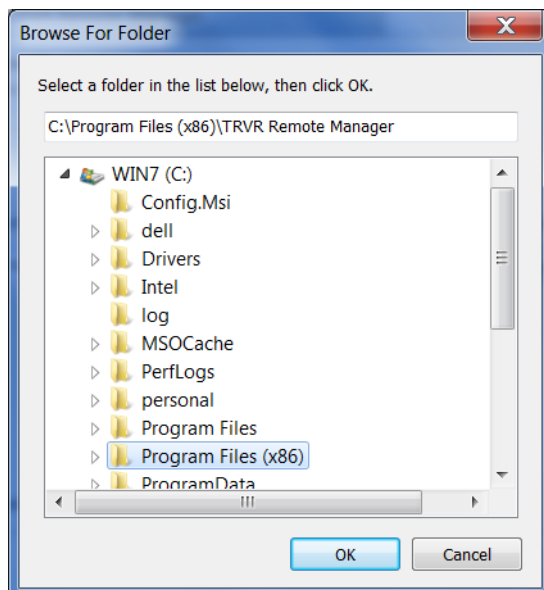 Browse For Folder
Select a folder in the list below, then click OK.
C:\Program Files (x86)\TRVR Remote Manager
WIN7 (C:)
Config.Msi
dell
Drivers
Intel
log
MSOCache
PerfLogs
personal
Program Files
Program Files (x86)
ProgramData
OK Cancel